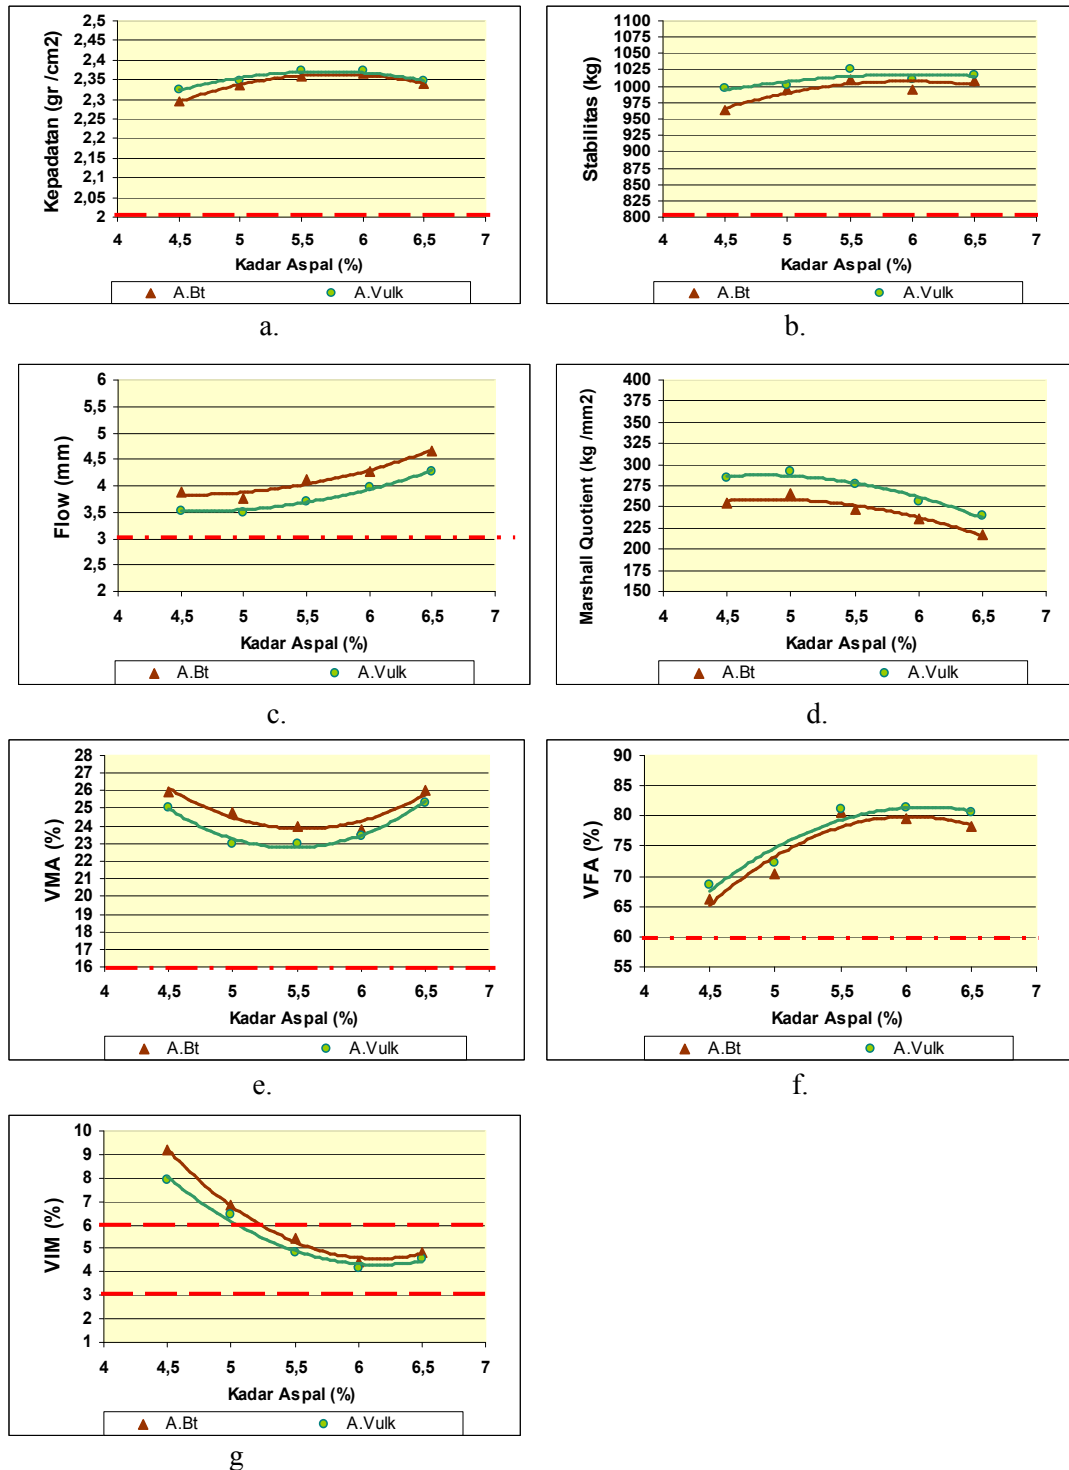 Kepadatan (gr /cm2)
2,5
2,45
2,4
2,35
2,3
2,25
2,2
2,15
2,1
2,05
2
4 4,5 5 5,5 6 6,5 7
Kadar Aspal (%)
A.Bt A.Vulk
a.
Stabilitas (kg)
1100
1075
1050
1025
1000
975
950
925
900
875
850
825
800
4 4,5 5 5,5 6 6,5 7
Kadar Aspal (%)
A.Bt A.Vulk
b.
Flow (mm)
6
5,5
5
4,5
4
3,5
3
2,5
2
4 4,5 5 5,5 6 6,5 7
Kadar Aspal (%)
A.Bt A.Vulk
c.
Marshall Quotient (kg /mm2)
400
375
350
325
300
275
250
225
200
175
150
4 4,5 5 5,5 6 6,5 7
Kadar Aspal (%)
A.Bt A.Vulk
d.
VMA (%)
28
27
26
25
24
23
22
21
20
19
18
17
16
4 4,5 5 5,5 6 6,5 7
Kadar Aspal (%)
A.Bt A.Vulk
e.
VFA (%)
90
85
80
75
70
65
60
55
4 4,5 5 5,5 6 6,5 7
Kadar Aspal (%)
A.Bt A.Vulk
f.
VIM (%)
10
9
8
7
6
5
4
3
2
1
4 4,5 5 5,5 6 6,5 7
Kadar Aspal (%)
A.Bt A.Vulk
g